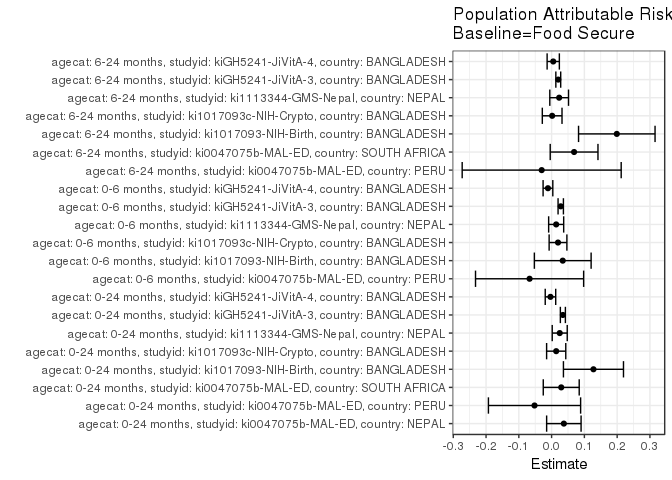 Population Attributable Risk
Baseline=Food Secure
agecat: 6-24 months, studyid: kiGH5241-JiVitA-4, country: BANGLADESH
agecat: 6-24 months, studyid: kiGH5241-JiVitA-3, country: BANGLADESH
agecat: 6-24 months, studyid: ki1113344-GMS-Nepal, country: NEPAL
agecat: 6-24 months, studyid: ki1017093c-NIH-Crypto, country: BANGLADESH
agecat: 6-24 months, studyid: ki1017093-NIH-Birth, country: BANGLADESH
agecat: 6-24 months, studyid: ki0047075b-MAL-ED, country: SOUTH AFRICA
agecat: 6-24 months, studyid: ki0047075b-MAL-ED, country: PERU
agecat: 0-6 months, studyid: kiGH5241-JiVitA-4, country: BANGLADESH
agecat: 0-6 months, studyid: kiGH5241-JiVitA-3, country: BANGLADESH
agecat: 0-6 months, studyid: ki1113344-GMS-Nepal, country: NEPAL
agecat: 0-6 months, studyid: ki1017093c-NIH-Crypto, country: BANGLADESH
agecat: 0-6 months, studyid: ki1017093-NIH-Birth, country: BANGLADESH
agecat: 0-6 months, studyid: ki0047075b-MAL-ED, country: PERU
agecat: 0-24 months, studyid: kiGH5241-JiVitA-4, country: BANGLADESH
agecat: 0-24 months, studyid: kiGH5241-JiVitA-3, country: BANGLADESH
agecat: 0-24 months, studyid: ki1113344-GMS-Nepal, country: NEPAL
agecat: 0-24 months, studyid: ki1017093c-NIH-Crypto, country: BANGLADESH
agecat: 0-24 months, studyid: ki1017093-NIH-Birth, country: BANGLADESH
agecat: 0-24 months, studyid: ki0047075b-MAL-ED, country: SOUTH AFRICA
agecat: 0-24 months, studyid: ki0047075b-MAL-ED, country: PERU
agecat: 0-24 months, studyid: ki0047075b-MAL-ED, country: NEPAL
-0.3 -0.2 -0.1 0.0 0.1 0.2 0.3
Estimate